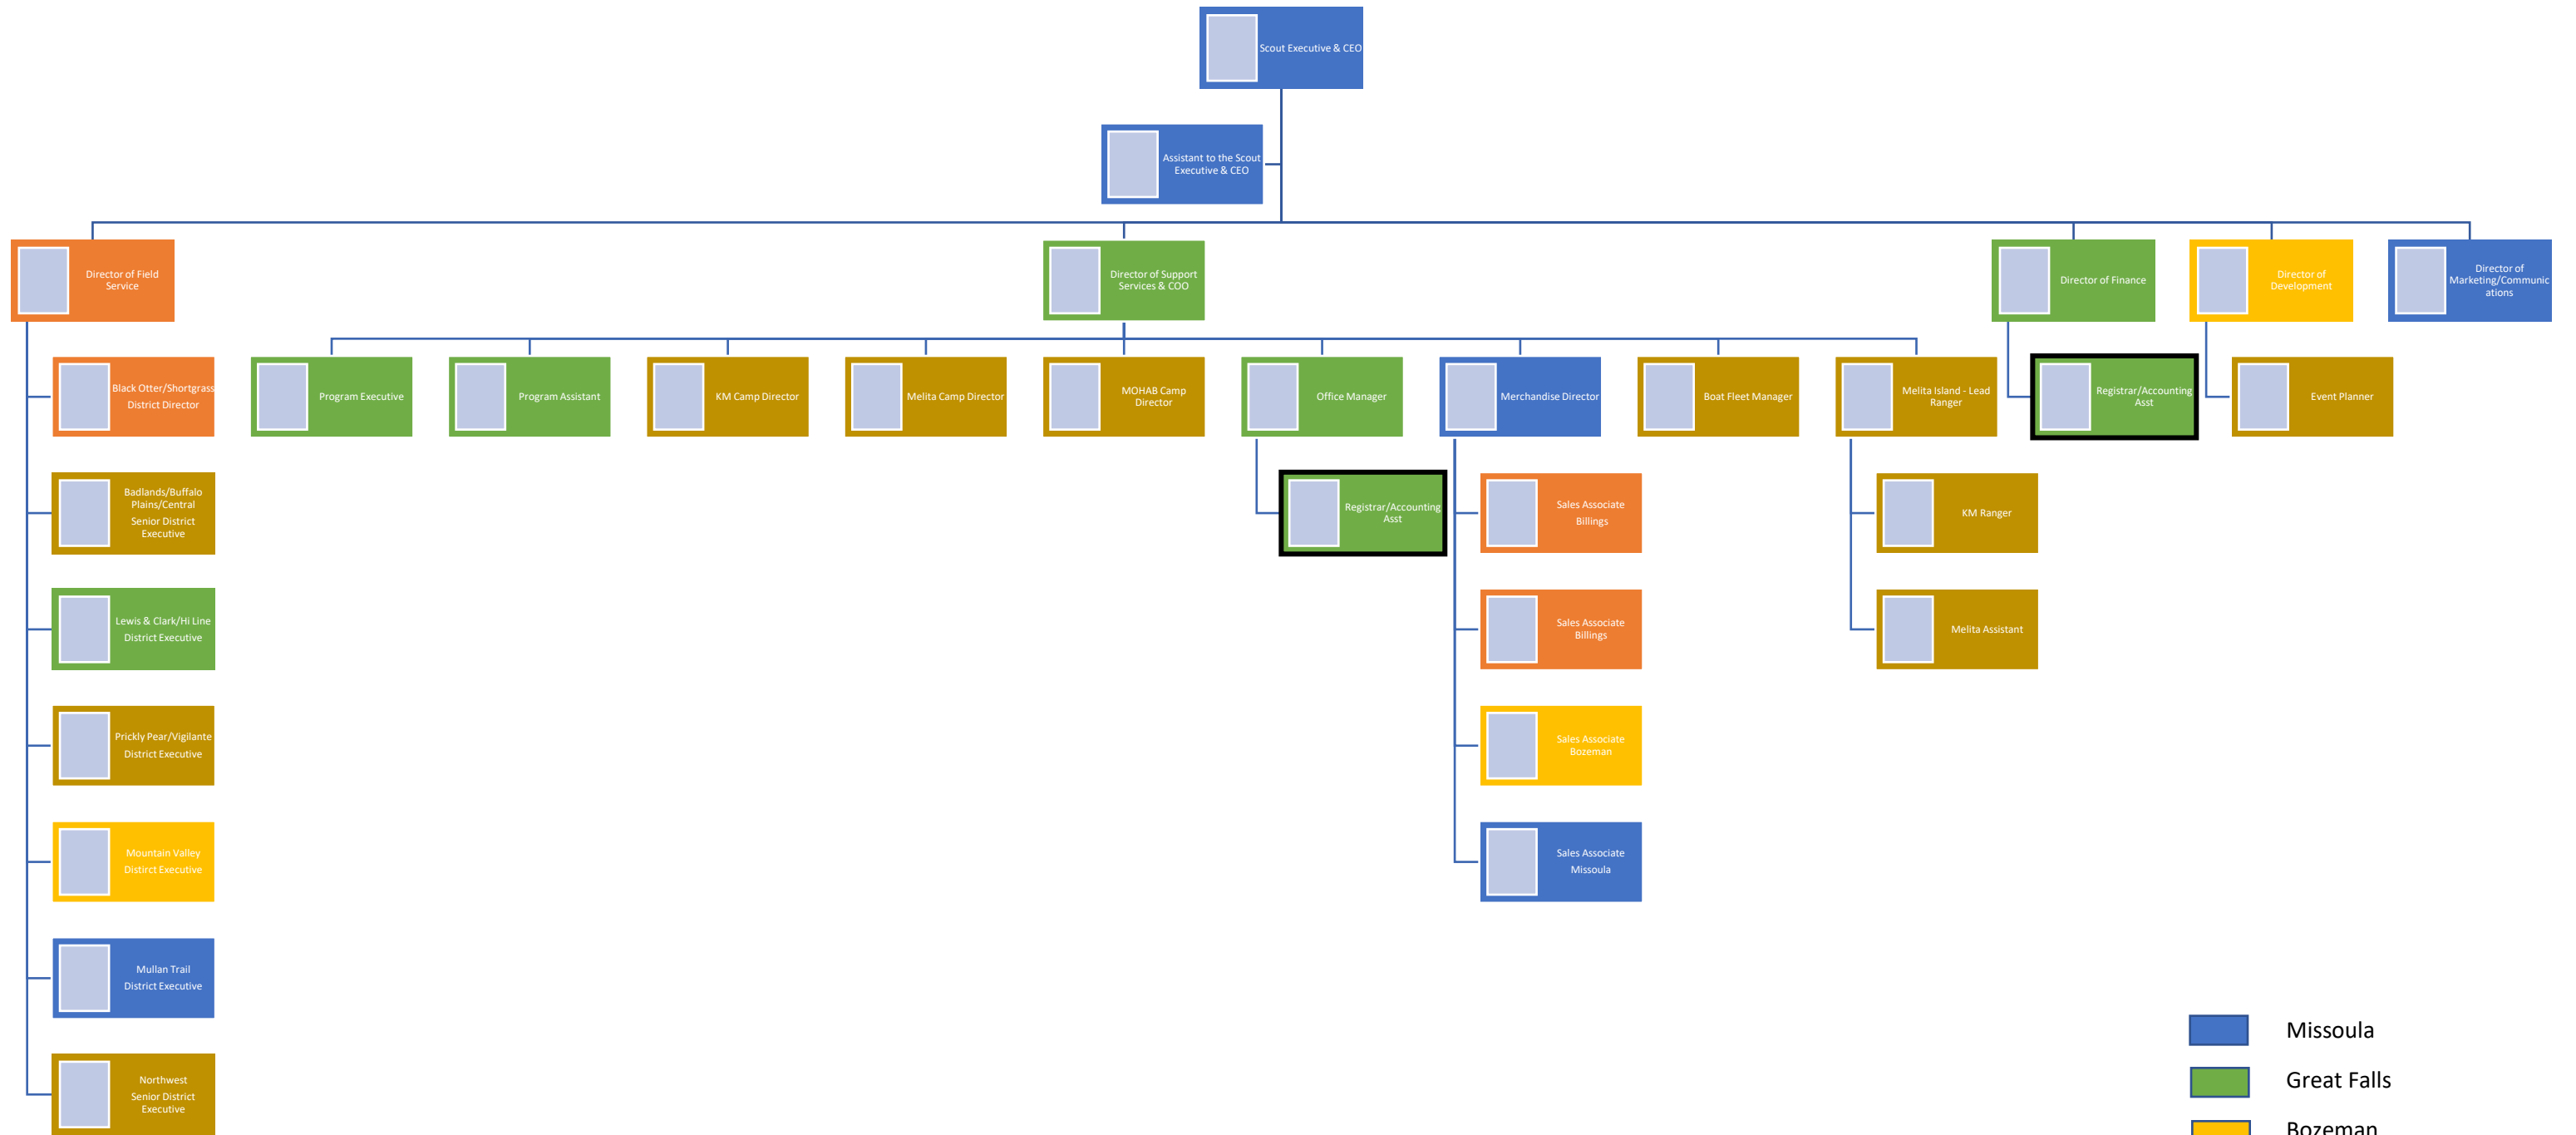 Scout Executive & CEO
Assistant to the Scout
Executive & CEO
Director of Field
Service
Director of Support
Services & COO
Director of Finance
Director of
Development
Director of
Marketing/Communic
ations
Black Otter/Shortgrass
District Director
Program Executive
Program Assistant
KM Camp Director
Melita Camp Director
MOHAB Camp
Director
Office Manager
Merchandise Director
Boat Fleet Manager
Melita Island - Lead
Ranger
Registrar/Accounting
Asst
Event Planner
Badlands/Buffalo
Plains/Central
Senior District
Executive
Registrar/Accounting
Asst
Sales Associate
Billings
KM Ranger
Lewis & Clark/Hi Line
District Executive
Sales Associate
Billings
Melita Assistant
Prickly Pear/Vigilante
District Executive
Sales Associate
Bozeman
Mountain Valley
Distirct Executive
Sales Associate
Missoula
Mullan Trail
District Executive
Northwest
Senior District
Executive
Missoula
Great Falls
Bozeman